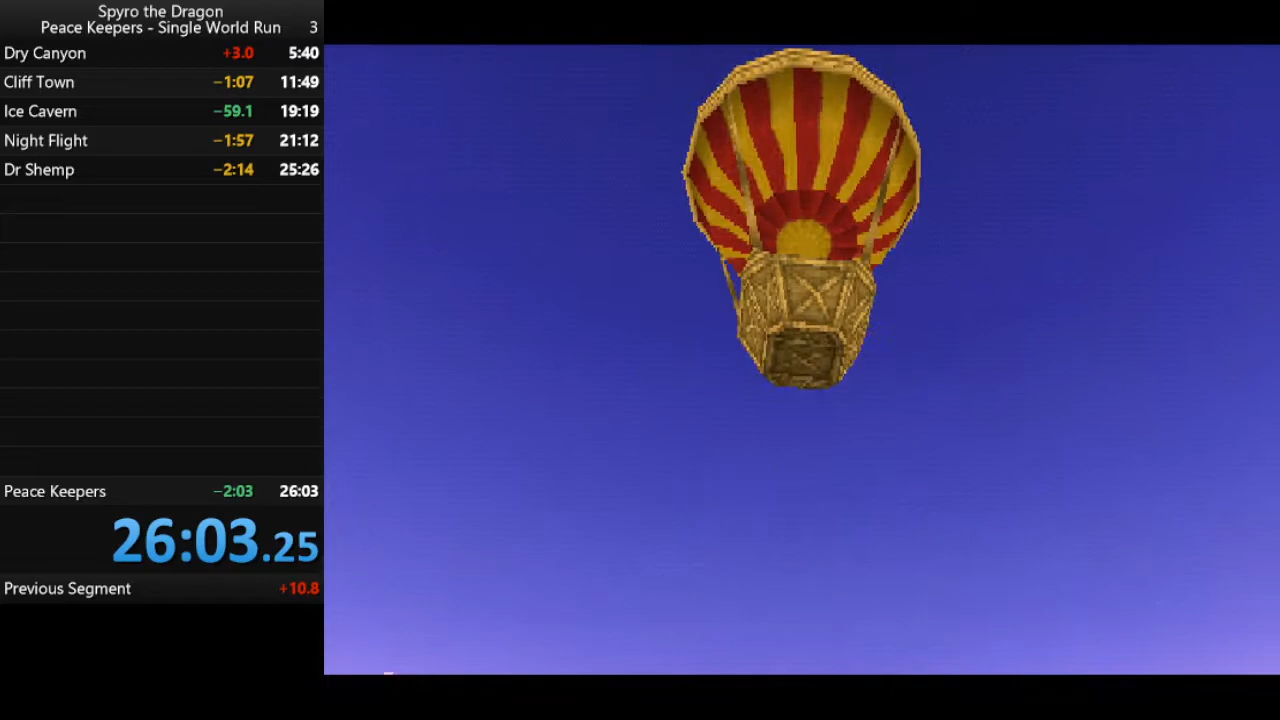 Spyro the Dragon
Peace Keepers - Single World Run 3
Dry Canyon +3.0 5:40
Cliff Town −1:07 11:49
Ice Cavern −59.1 19:19
Night Flight −1:57 21:12
Dr Shemp −2:14 25:26
Peace Keepers −2:03 26:03
26:03.25
Previous Segment +10.8